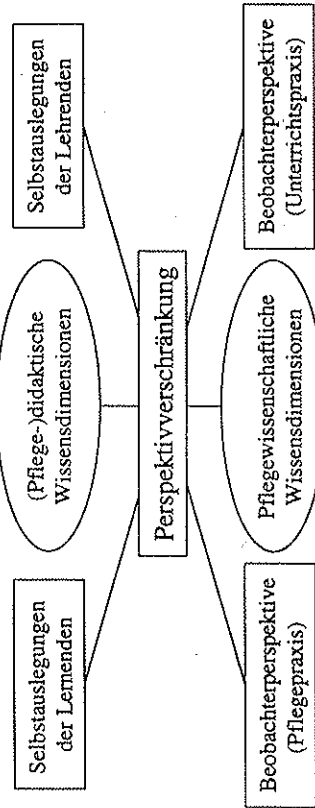 Selbstauslegungen
der Lernenden
(Pflege-)didaktische
Wissensdimensionen
Selbstauslegungen
der Lehrenden
Perspektivverschränkung
Beobachterperspektive
(Pflegepraxis)
Pflegewissenschaftliche
Wissensdimensionen
Beobachterperspektive
(Unterrichtspraxis)